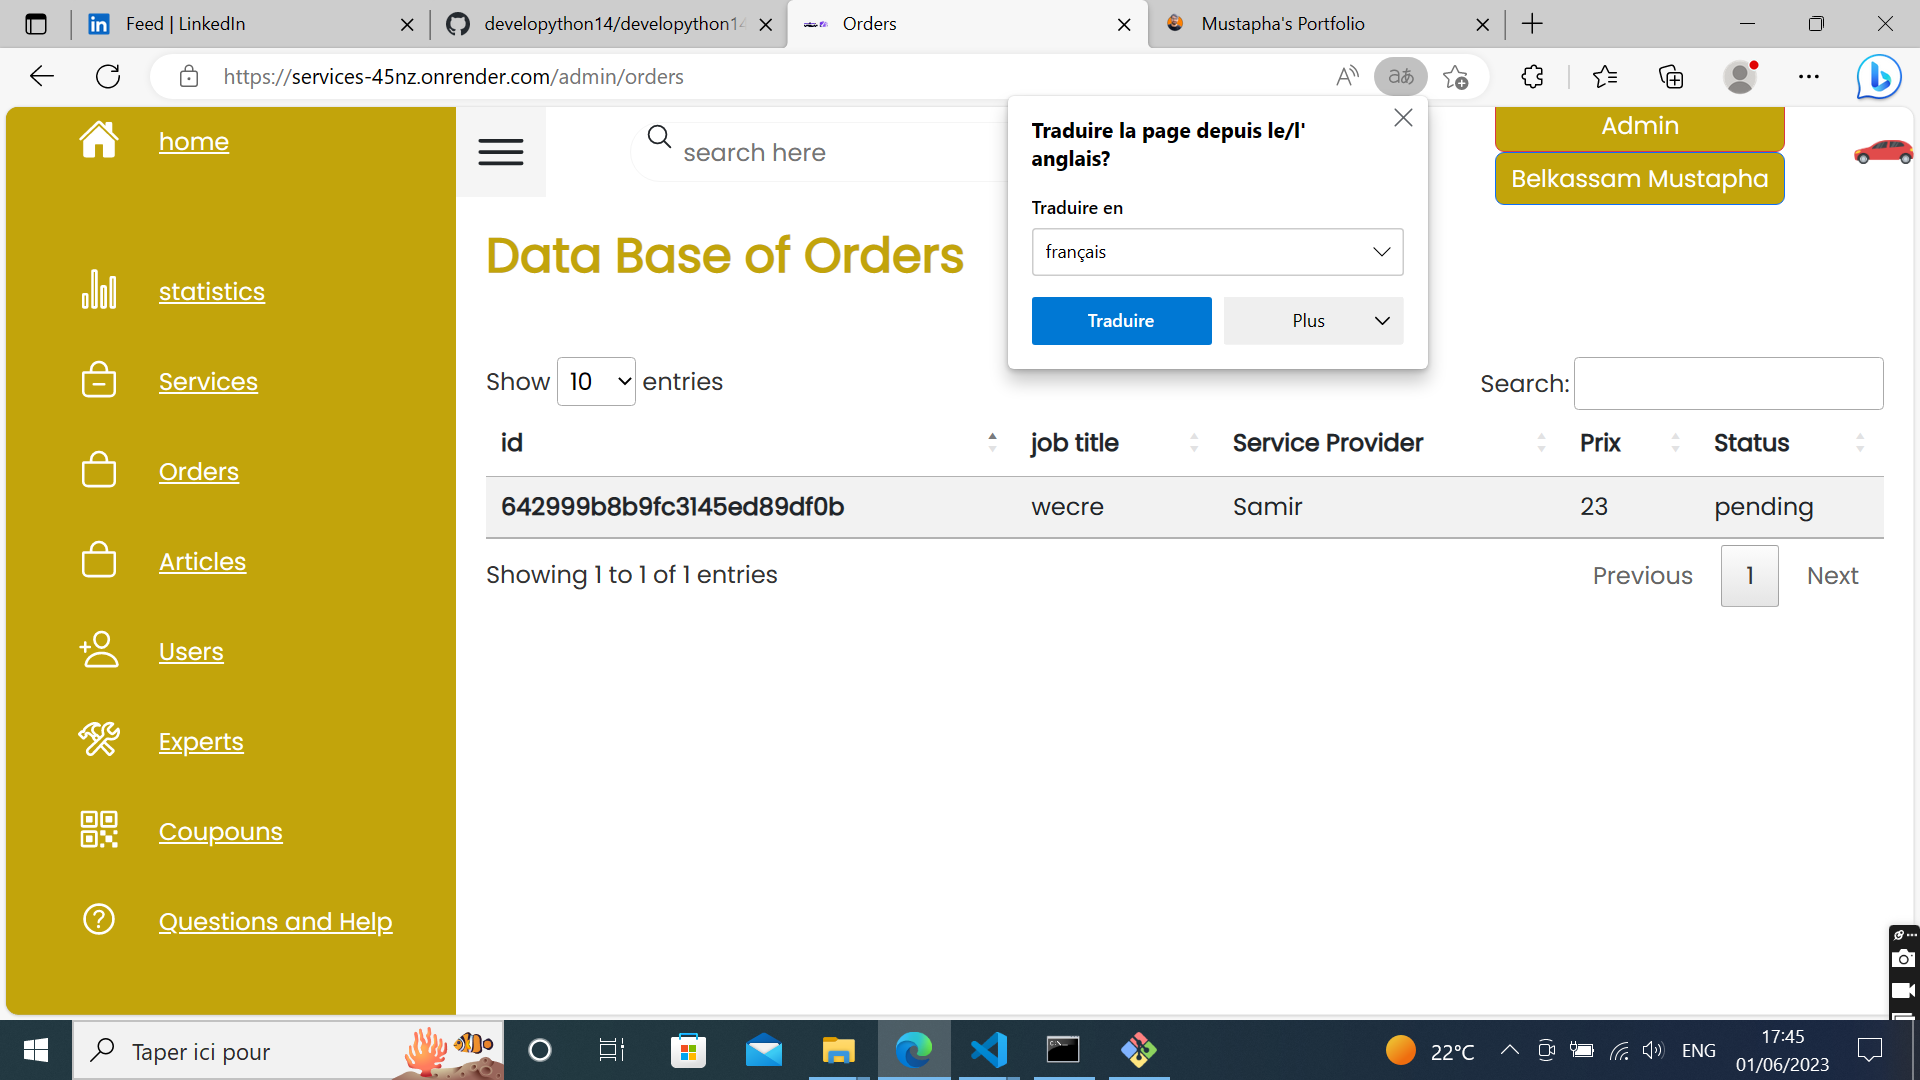 Feed | LinkedIn
developython14/developython14
Orders
Mustapha's Portfolio
https://services-45nz.onrender.com/admin/orders
home
search here
Traduire la page depuis le/l'
anglais?
Traduire en
français
Traduire
Plus
Admin
Belkassam Mustapha
Data Base of Orders
statistics
Services
Orders
Articles
Users
Experts
Coupouns
Questions and Help
Show 10 entries
Search:
id job title Service Provider Prix Status
642999b8b9fc3145ed89df0b wecre Samir 23 pending
Showing 1 to 1 of 1 entries
Previous 1 Next
Taper ici pour
22°C
ENG
17:45
01/06/2023